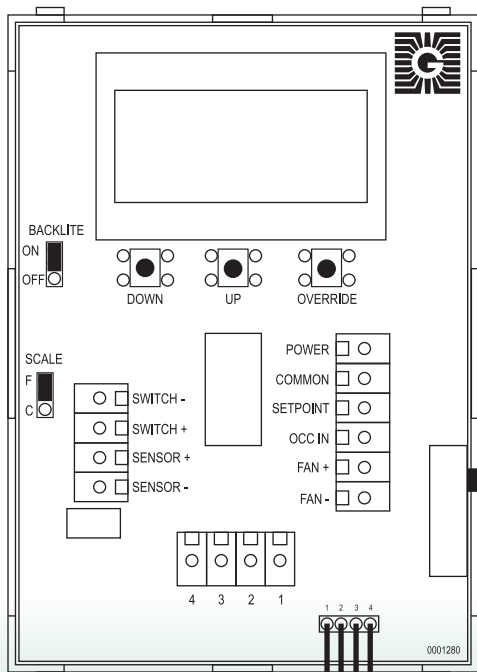 G
BACKLITE
ON
OFF
DOWN UP OVERRIDE
SCALE
F
C
SWITCH -
SWITCH +
SENSOR +
SENSOR -
POWER
COMMON
SETPOINT
OCC IN
FAN +
FAN -
4 3 2 1
1 2 3 4
0001280